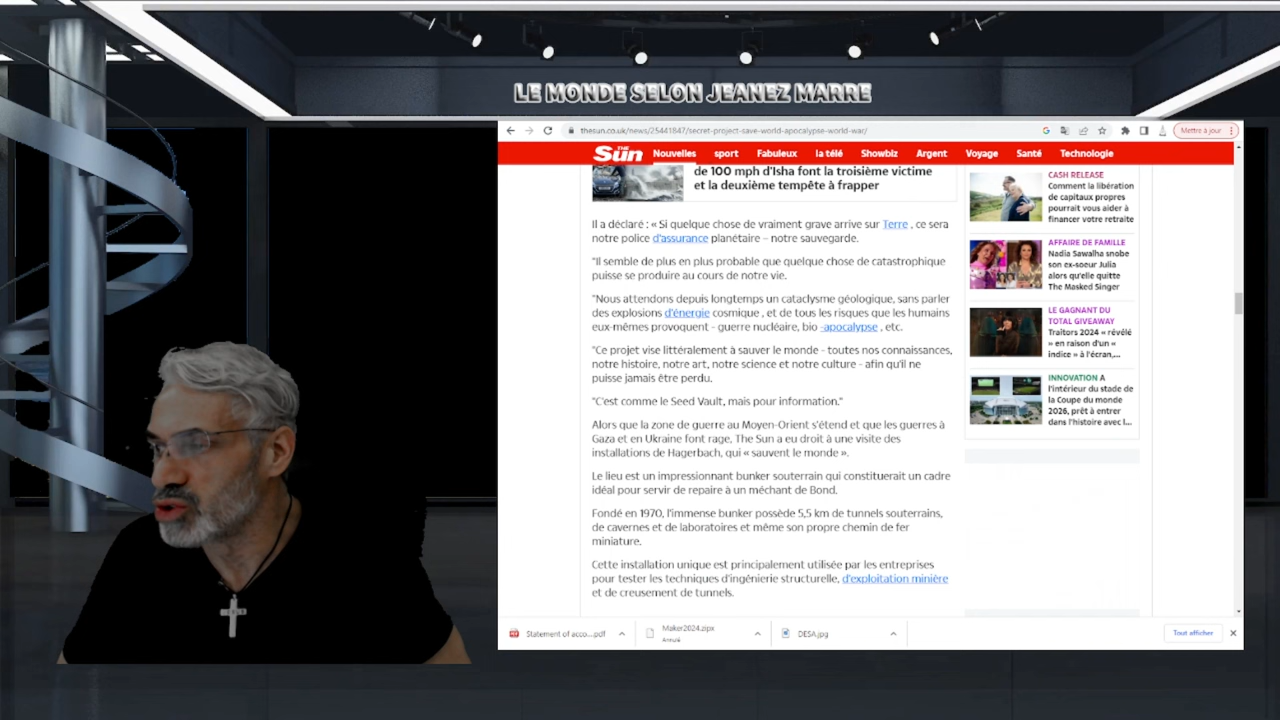 LE MONDE SELON JEANEZ MARRE
thesun.co.uk/news/25441847/secret-project-save-world-apocalypse-world-war/
Mettre à jour
THE Sun
Nouvelles sport Fabuleux la télé Showbiz Argent Voyage Santé Technologie
de 100 mph d'Isha font la troisième victime
et la deuxième tempête à frapper
Il a déclaré : « Si quelque chose de vraiment grave arrive sur Terre , ce sera
notre police d'assurance planétaire – notre sauvegarde.
"Il semble de plus en plus probable que quelque chose de catastrophique
puisse se produire au cours de notre vie.
"Nous attendons depuis longtemps un cataclysme géologique, sans parler
des explosions d'énergie cosmique , et de tous les risques que les humains
eux-mêmes provoquent - guerre nucléaire, bio -apocalypse , etc.
"Ce projet vise littéralement à sauver le monde - toutes nos connaissances,
notre histoire, notre art, notre science et notre culture - afin qu'il ne
puisse jamais être perdu.
"C'est comme le Seed Vault, mais pour information."
Alors que la zone de guerre au Moyen-Orient s'étend et que les guerres à
Gaza et en Ukraine font rage, The Sun a eu droit à une visite des
installations de Hagerbach, qui « sauvent le monde ».
Le lieu est un impressionnant bunker souterrain qui constituerait un cadre
idéal pour servir de repaire à un méchant de Bond.
Fondé en 1970, l'immense bunker possède 5,5 km de tunnels souterrains,
de cavernes et de laboratoires et même son propre chemin de fer
miniature.
Cette installation unique est principalement utilisée par les entreprises
pour tester les techniques d'ingénierie structurelle, d'exploitation minière
et de creusement de tunnels.
CASH RELEASE
Comment la libération
de capitaux propres
pourrait vous aider à
financer votre retraite
AFFAIRE DE FAMILLE
Nadia Sawalha snobe
son ex-soeur Julia
alors qu'elle quitte
The Masked Singer
LE GAGNANT DU
TOTAL GIVEAWAY
Traitors 2024 « révélé
» en raison d'un «
indice » à l'écran,...
INNOVATION A
l'intérieur du stade de
la Coupe du monde
2026, prêt à entrer
dans l'histoire avec l...
Statement of acco....pdf
Maker2024.zipx
Annulé
DESA.jpg
Tout afficher